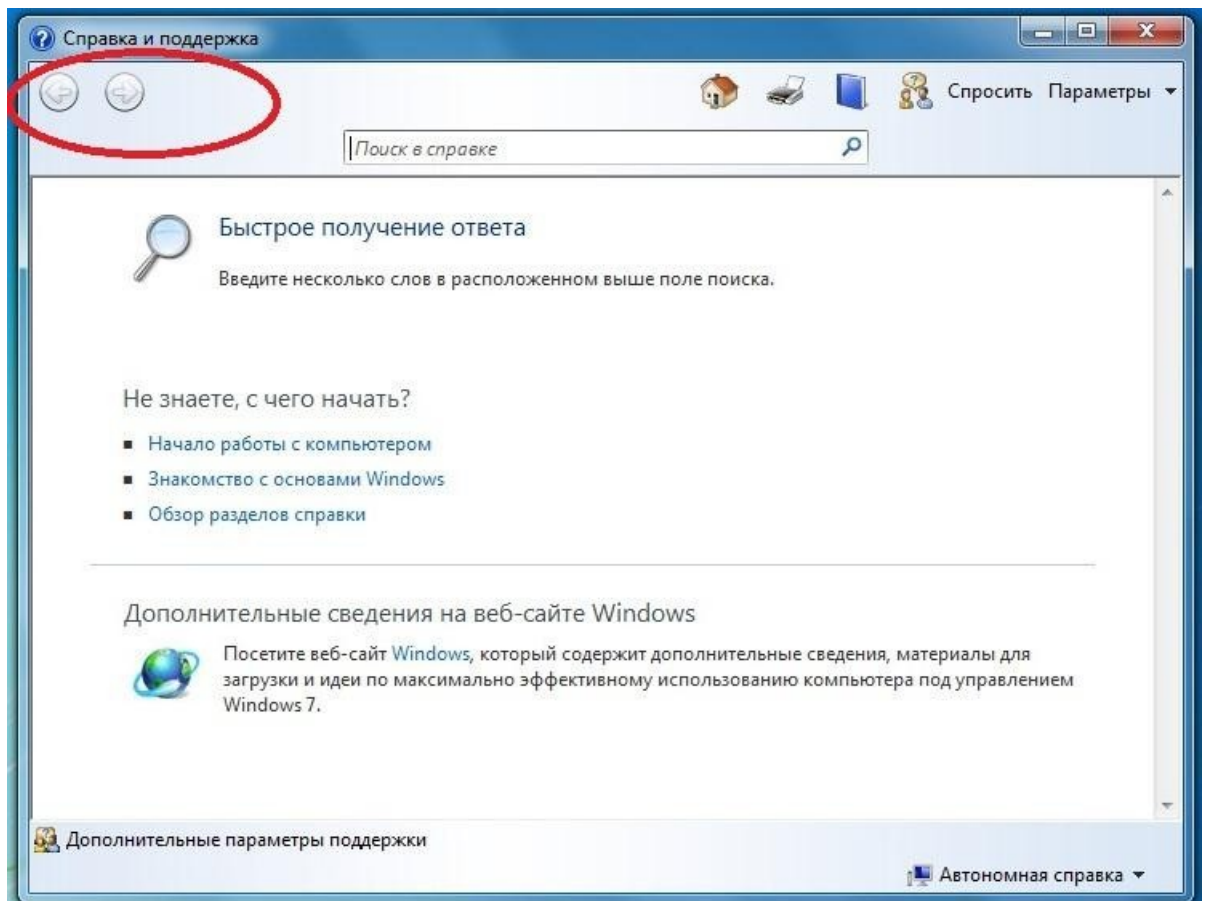 Справка и поддержка
Спросить Параметры
Поиск в справке
Быстрое получение ответа
Введите несколько слов в расположенном выше поле поиска.
Не знаете, с чего начать?
Начало работы с компьютером
Знакомство с основами Windows
Обзор разделов справки
Дополнительные сведения на веб-сайте Windows
Посетите веб-сайт Windows, который содержит дополнительные сведения, материалы для
загрузки и идеи по максимально эффективному использованию компьютера под управлением
Windows 7.
Дополнительные параметры поддержки
Автономная справка